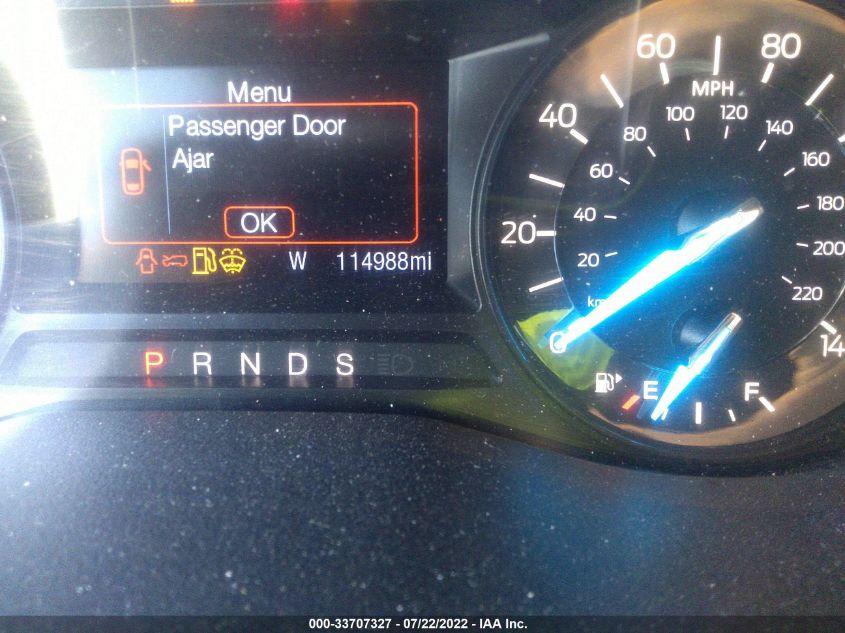 Menu
Passenger Door
Ajar
OK
W 114988mi
P R N D S
0 20 40 60 80 14
MPH
20 40 60 80 100 120 140 160 180 200 220
E F
000-33707327 - 07/22/2022 - IAA Inc.